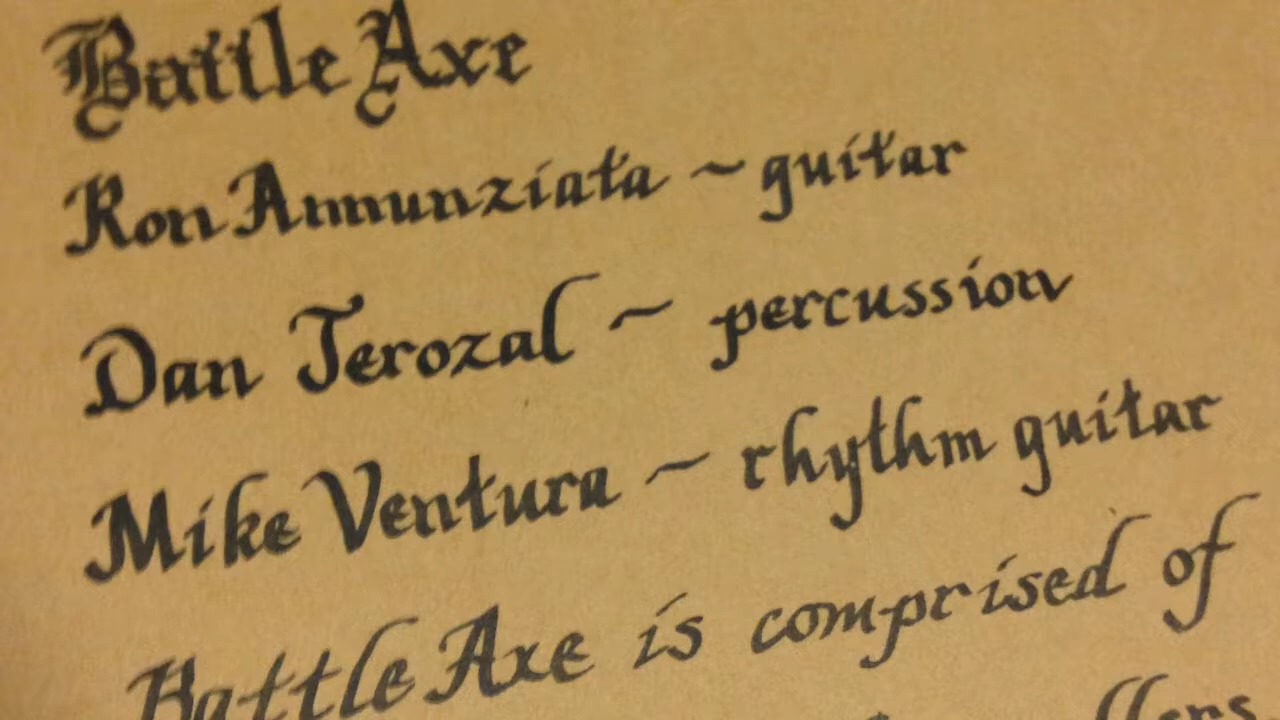 Battle Axe
Ron Annunziata ~ guitar
Dan Terozal ~ percussion
Mike Ventura ~ rhythm guitar
Battle Axe is comprised of